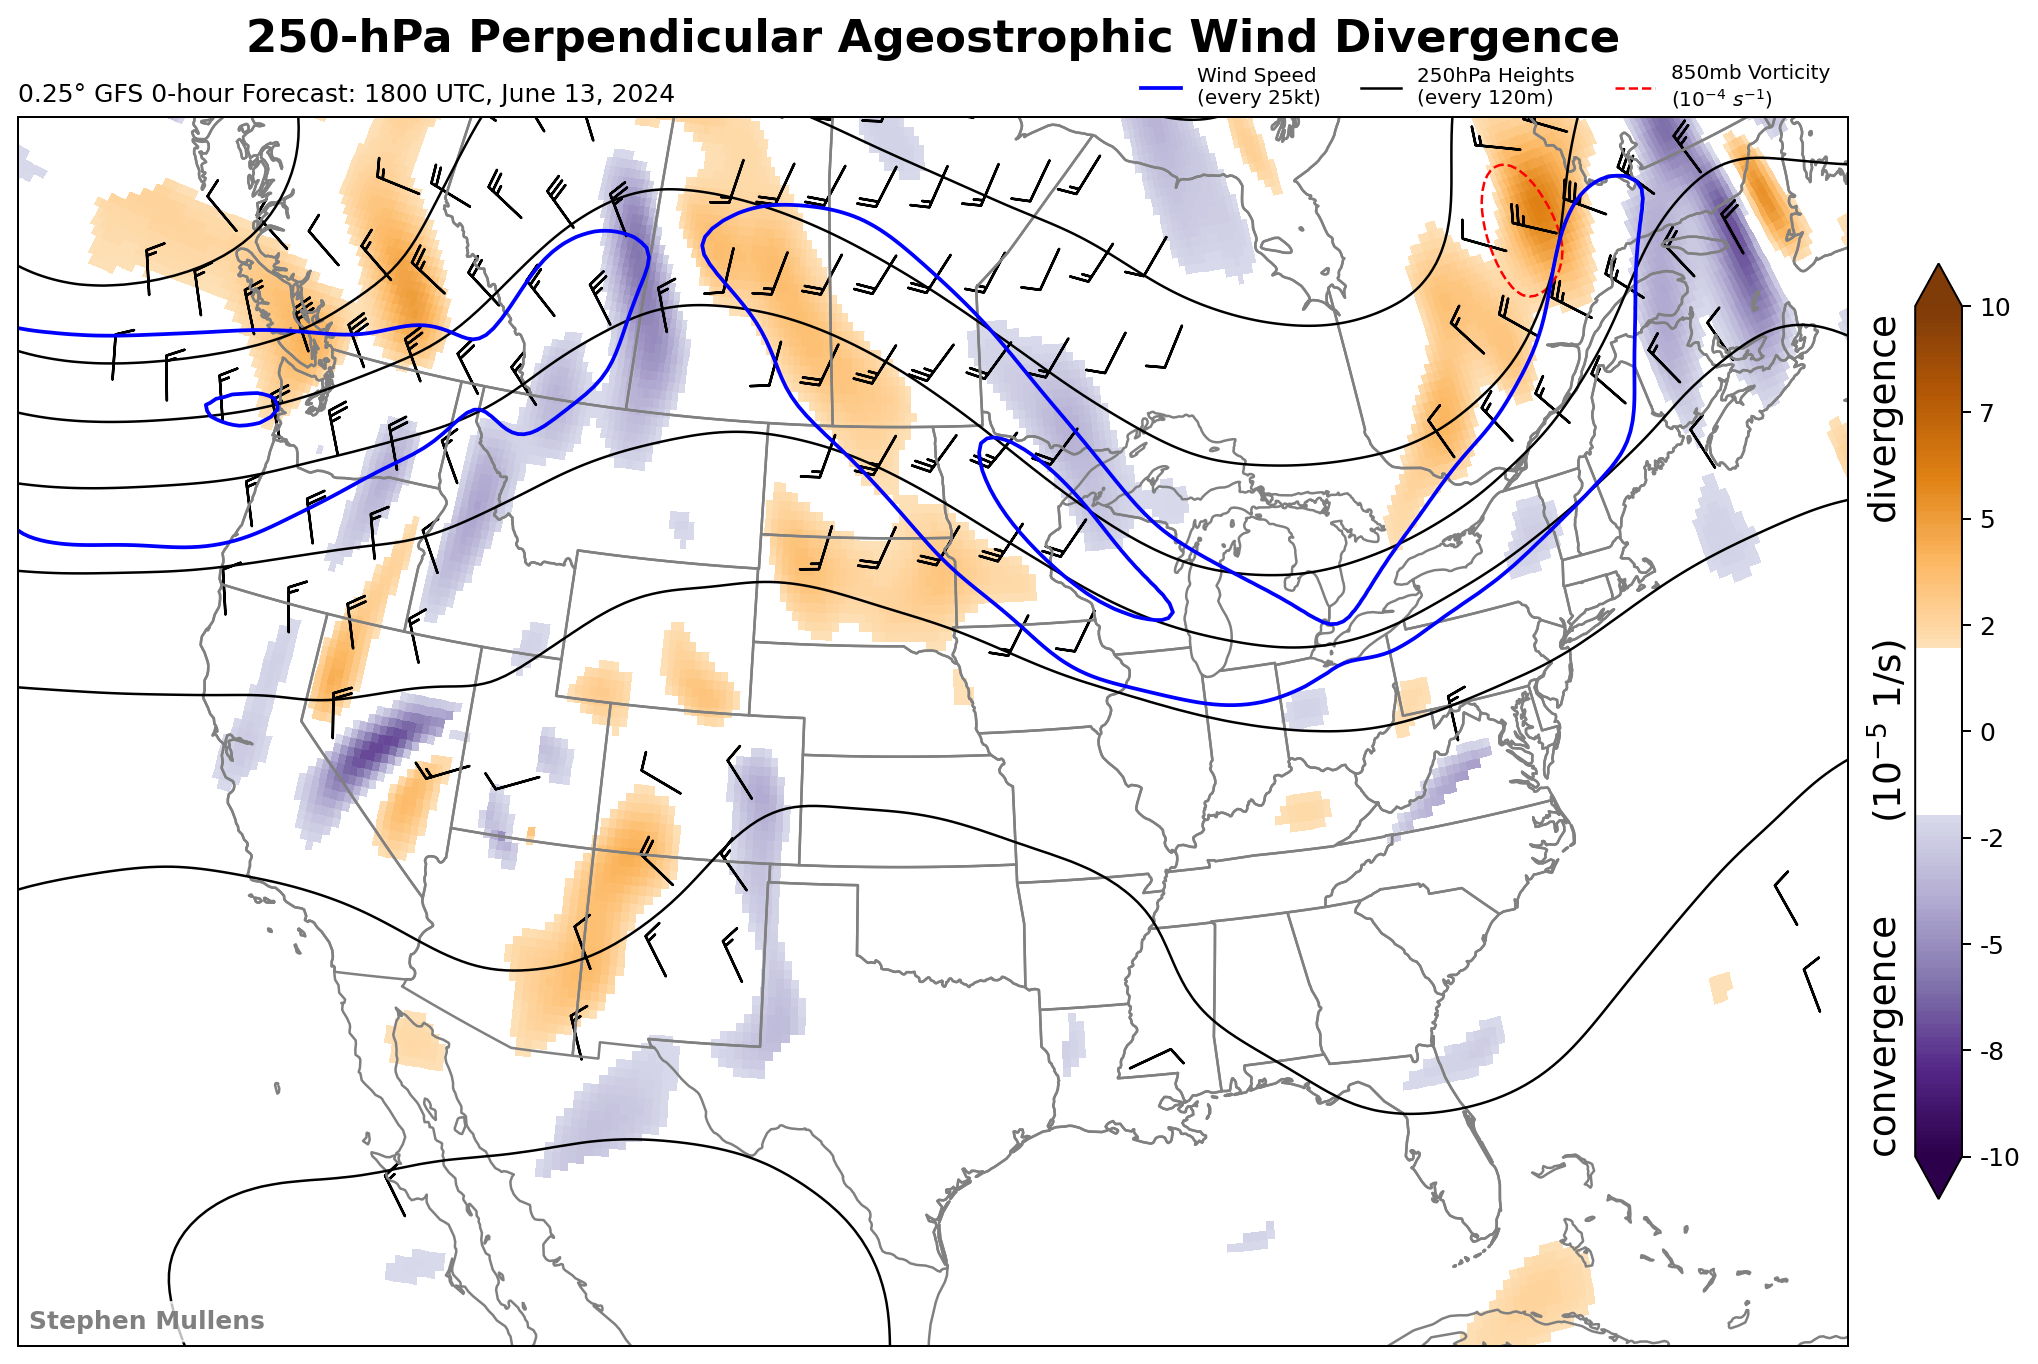 250-hPa Perpendicular Ageostrophic Wind Divergence
0.25° GFS 0-hour Forecast: 1800 UTC, June 13, 2024
Wind Speed
(every 25kt)
250hPa Heights
(every 120m)
850mb Vorticity
(10⁻⁴ s⁻¹)
10
7
5
2
0
-2
-5
-8
-10
convergence (10⁻⁵ 1/s) divergence
Stephen Mullens